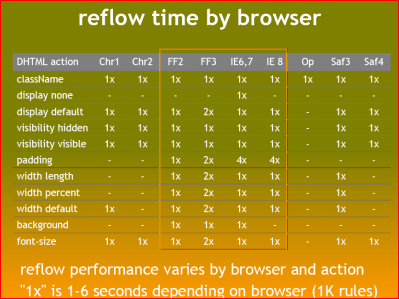 reflow time by browser
DHTML action Chr1 Chr2 FF2 FF3 IE6,7 IE 8 Op Saf3 Saf4
className 1x 1x 1x 1x 1x 1x 1x 1x 1x
display none - - - - 1x - - - -
display default 1x 1x 1x 2x 1x 1x - 1x 1x
visibility hidden 1x 1x 1x 1x 1x 1x - 1x 1x
visibility visible 1x 1x 1x 1x 1x 1x - 1x 1x
padding - - 1x 2x 4x 4x - - -
width length - - 1x 2x 1x 1x - 1x -
width percent - - 1x 2x 1x 1x - 1x -
width default 1x - 1x 2x 1x 1x - 1x -
background - - 1x 1x 1x - - - -
font-size 1x 1x 1x 2x 1x 1x - 1x 1x
reflow performance varies by browser and action
"1x" is 1-6 seconds depending on browser (1K rules)